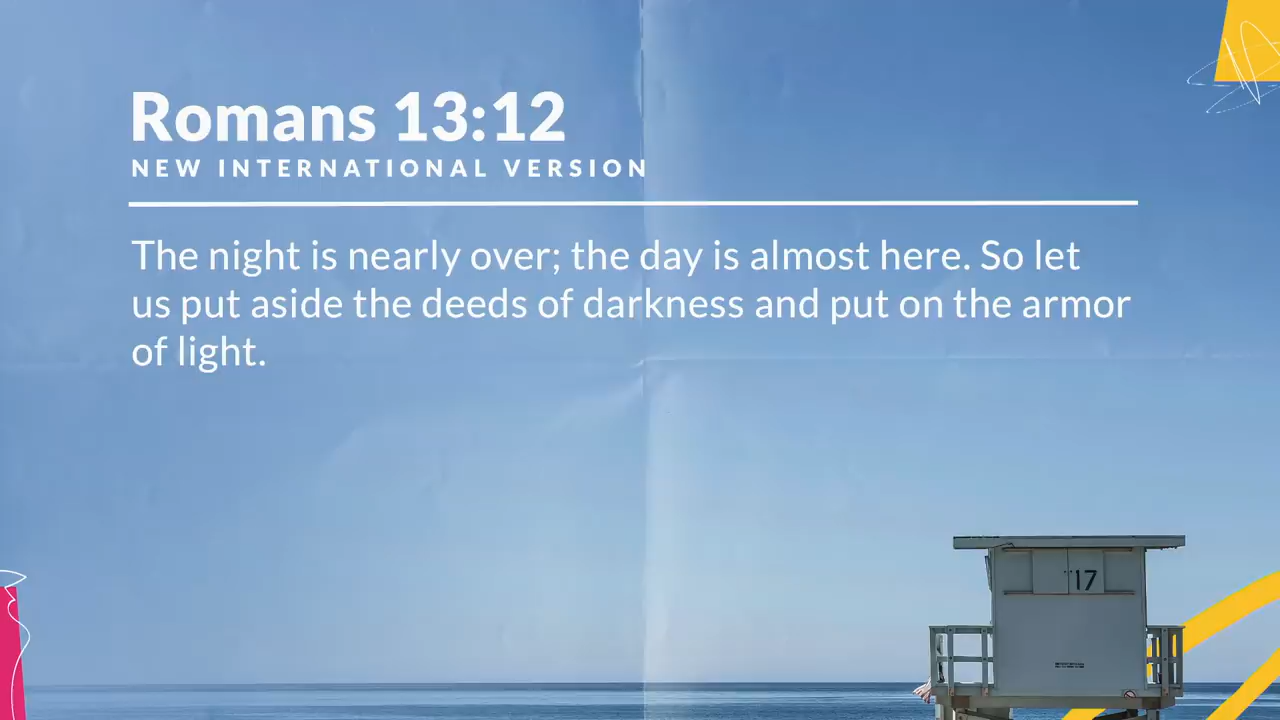 Romans 13:12
NEW INTERNATIONAL VERSION
The night is nearly over; the day is almost here. So let
us put aside the deeds of darkness and put on the armor
of light.
17